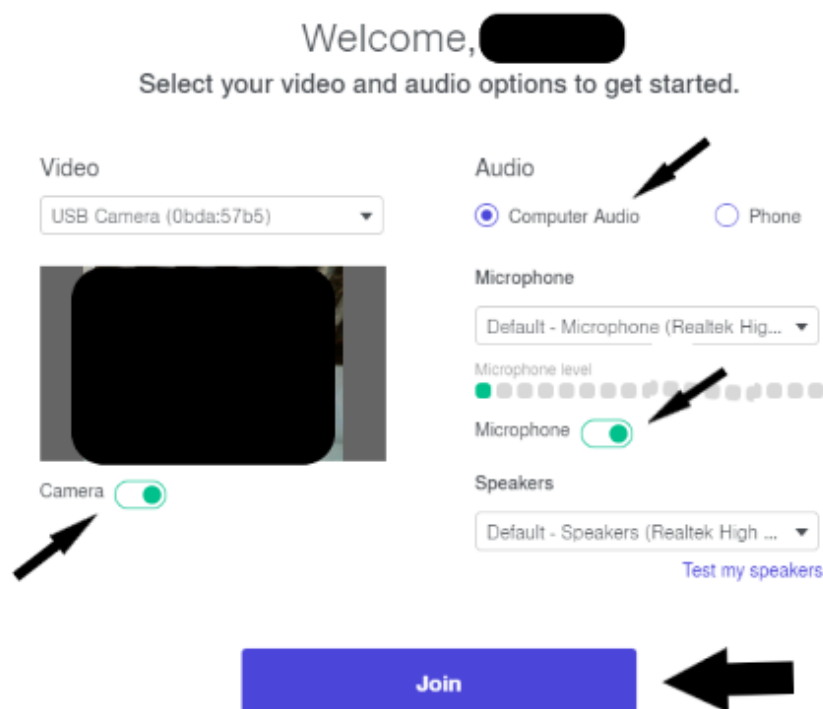 Welcome,
Select your video and audio options to get started.
Video
USB Camera (0bda:57b5)
Camera
Audio
Computer Audio
Phone
Microphone
Default - Microphone (Realtek Hig...
Microphone level
Microphone
Speakers
Default - Speakers (Realtek High ...
Test my speakers
Join